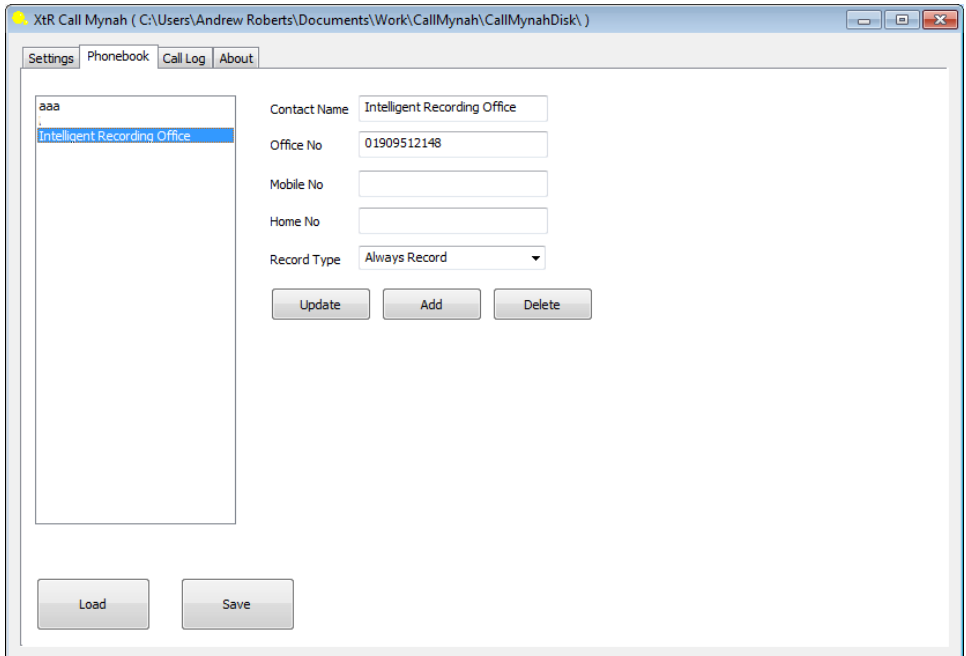 XtR Call Mynah ( C:\Users\Andrew Roberts\Documents\Work\CallMynah\CallMynahDisk\ )
Settings Phonebook Call Log About
aaa
;
Intelligent Recording Office
Contact Name Intelligent Recording Office
Office No 01909512148
Mobile No
Home No
Record Type Always Record
Update Add Delete
Load Save